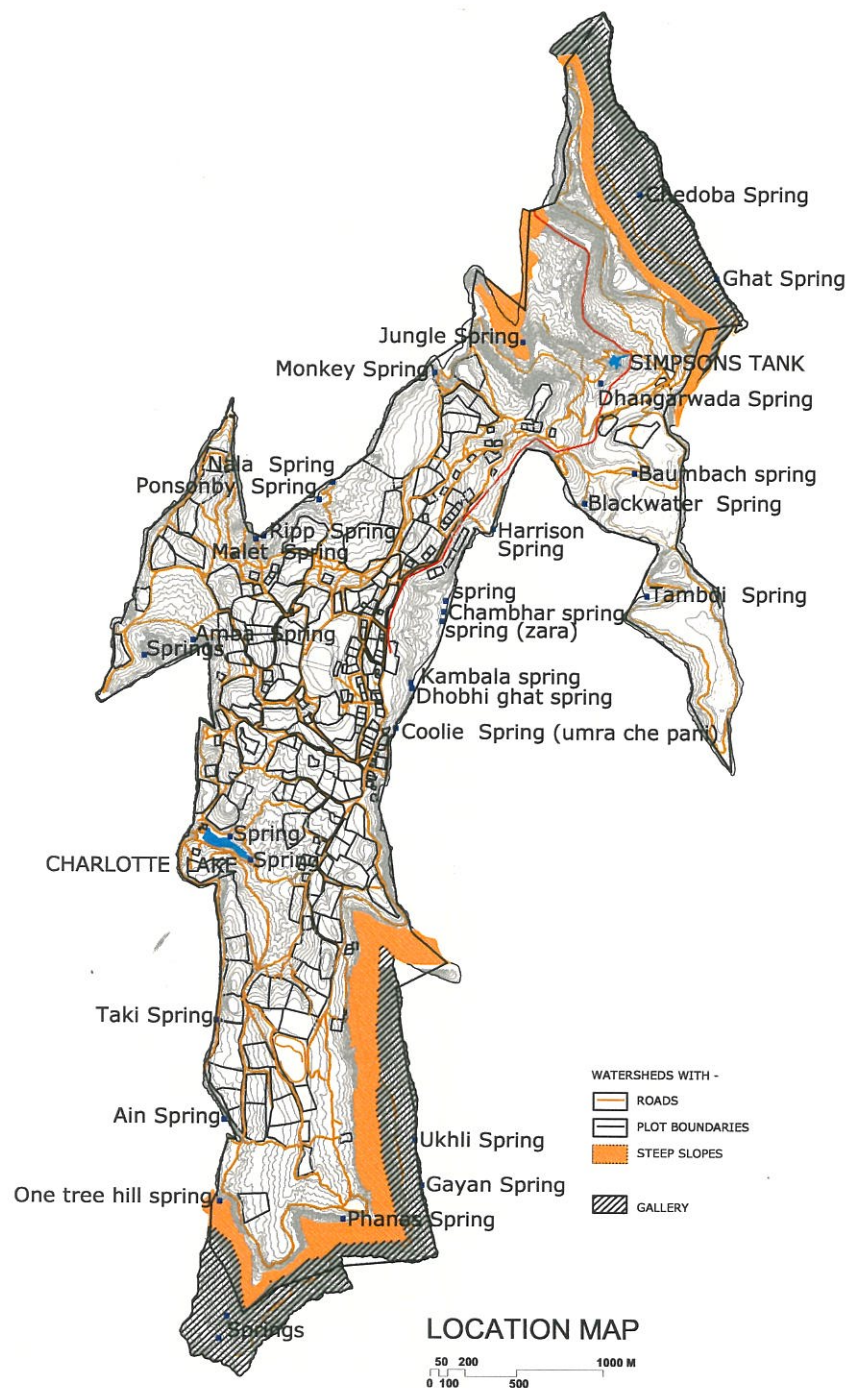 Chedoba Spring
Ghat Spring
Jungle Spring
SIMPSONS TANK
Monkey Spring
Dhangarwada Spring
Nala Spring
Baumbach spring
Ponsonby Spring
Blackwater Spring
Ripp Spring
Harrison
Spring
Malet Spring
spring
Tambdi Spring
Chambhar spring
spring (zara)
Amba Spring
Springs
Kambala spring
Dhobhi ghat spring
Coolie Spring (umra che pani)
Spring
Spring
CHARLOTTE LAKE
Taki Spring
WATERSHEDS WITH -
ROADS
Ain Spring
PLOT BOUNDARIES
Ukhli Spring
STEEP SLOPES
Gayan Spring
One tree hill spring
GALLERY
Phanas Spring
Springs
LOCATION MAP
50 200 1000 M
0 100 500